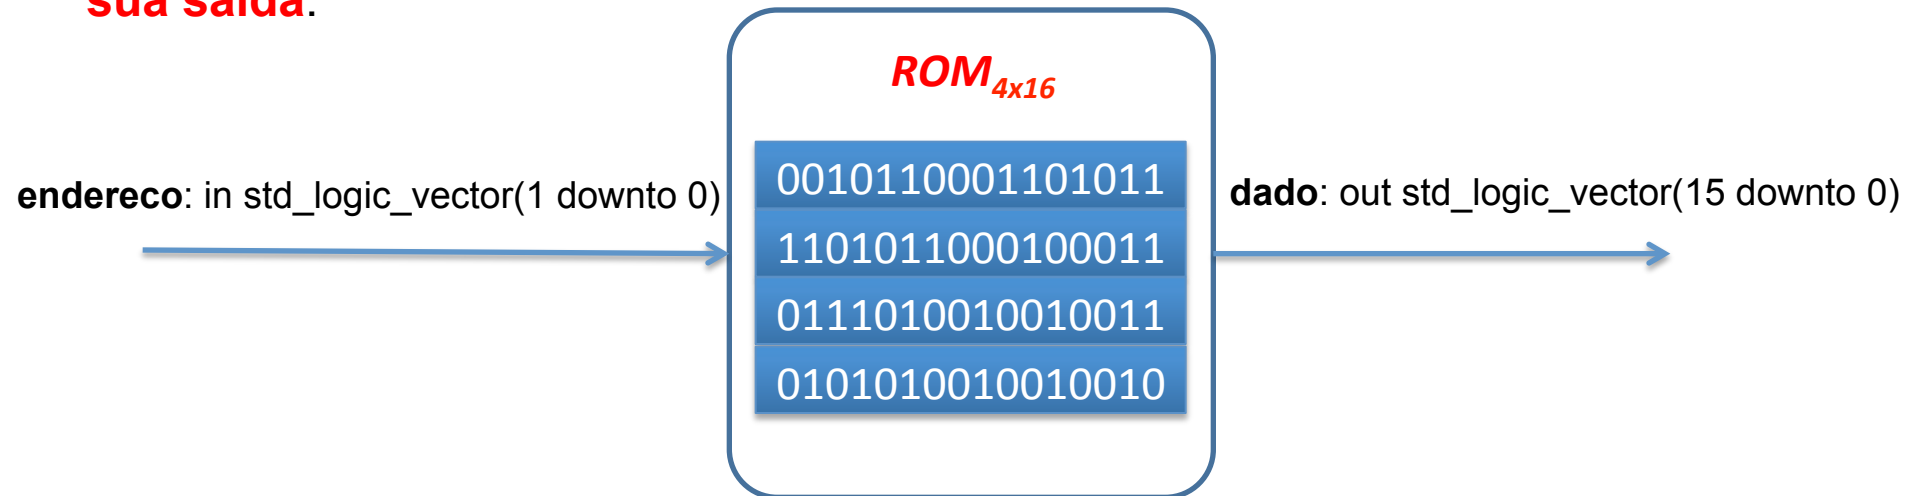 sua saída.
ROM4x16
endereco: in std_logic_vector(1 downto 0)
0010110001101011
1101011000100011
0111010010010011
0101010010010010
dado: out std_logic_vector(15 downto 0)